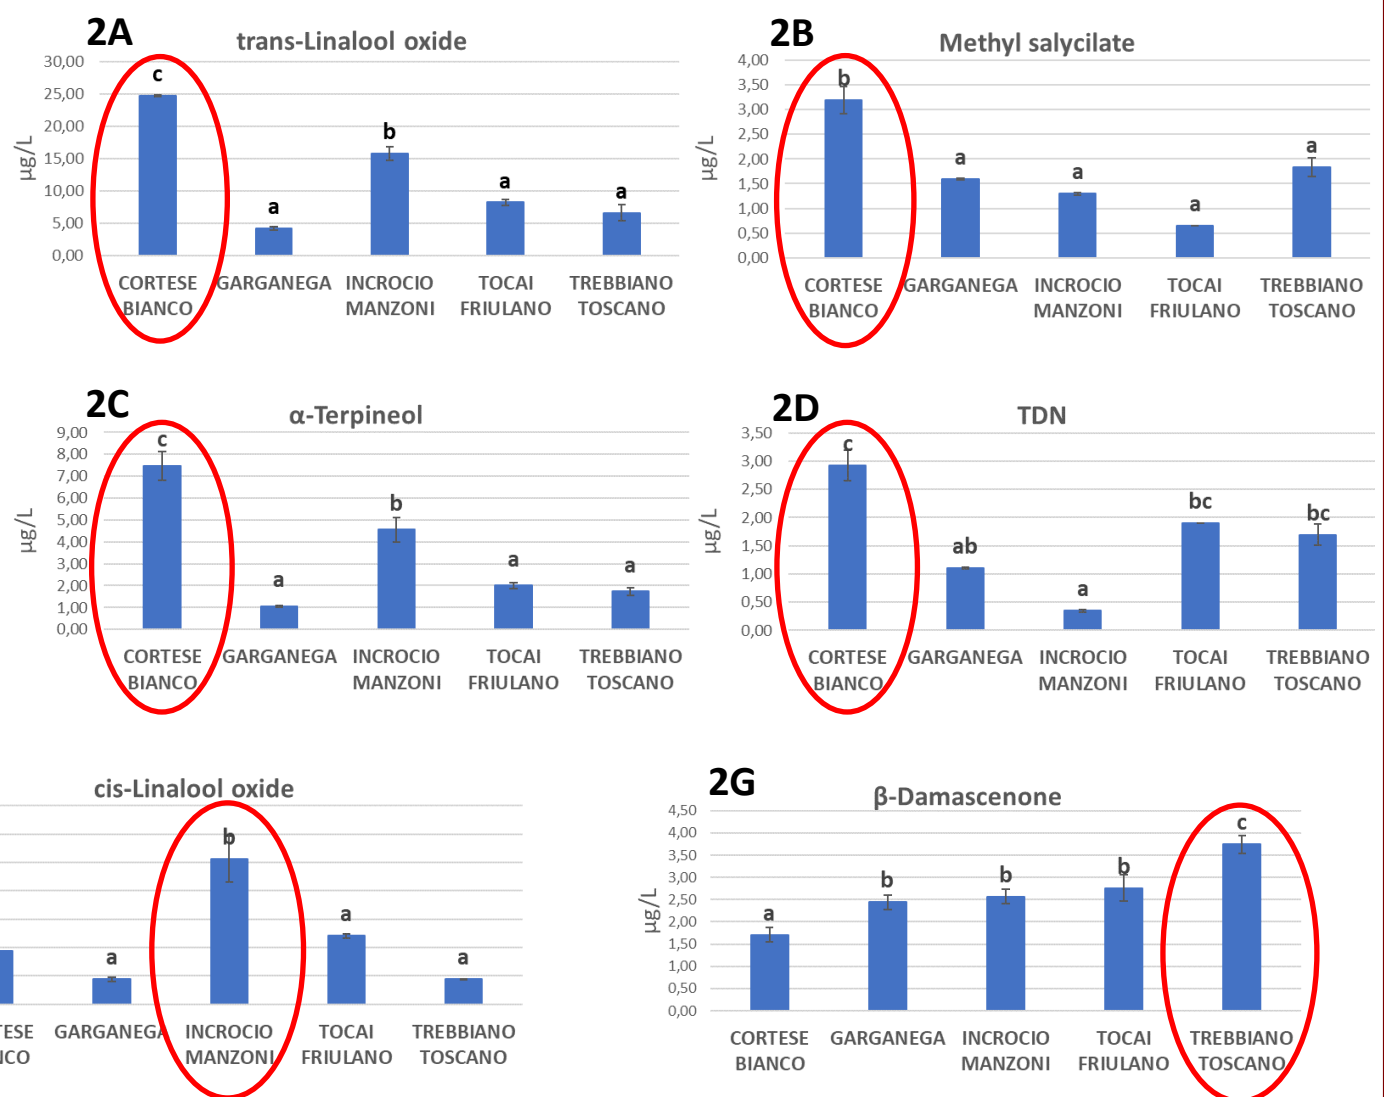 2A
trans-Linalool oxide
30,00
25,00
20,00
15,00
10,00
5,00
0,00
µg/L
c
a
b
a
a
CORTESE BIANCO
GARGANEGA
INCROCIO MANZONI
TOCAI FRIULANO
TREBBIANO TOSCANO
2B
Methyl salycilate
4,00
3,50
3,00
2,50
2,00
1,50
1,00
0,50
0,00
µg/L
b
a
a
a
a
CORTESE BIANCO
GARGANEGA
INCROCIO MANZONI
TOCAI FRIULANO
TREBBIANO TOSCANO
2C
α-Terpineol
9,00
8,00
7,00
6,00
5,00
4,00
3,00
2,00
1,00
0,00
µg/L
c
a
b
a
a
CORTESE BIANCO
GARGANEGA
INCROCIO MANZONI
TOCAI FRIULANO
TREBBIANO TOSCANO
2D
TDN
3,50
3,00
2,50
2,00
1,50
1,00
0,50
0,00
µg/L
c
ab
a
bc
bc
CORTESE BIANCO
GARGANEGA
INCROCIO MANZONI
TOCAI FRIULANO
TREBBIANO TOSCANO
cis-Linalool oxide
a
b
a
a
TESE
NCO
GARGANEGA
INCROCIO MANZONI
TOCAI FRIULANO
TREBBIANO TOSCANO
2G
β-Damascenone
4,50
4,00
3,50
3,00
2,50
2,00
1,50
1,00
0,50
0,00
µg/L
a
b
b
b
c
CORTESE BIANCO
GARGANEGA
INCROCIO MANZONI
TOCAI FRIULANO
TREBBIANO TOSCANO